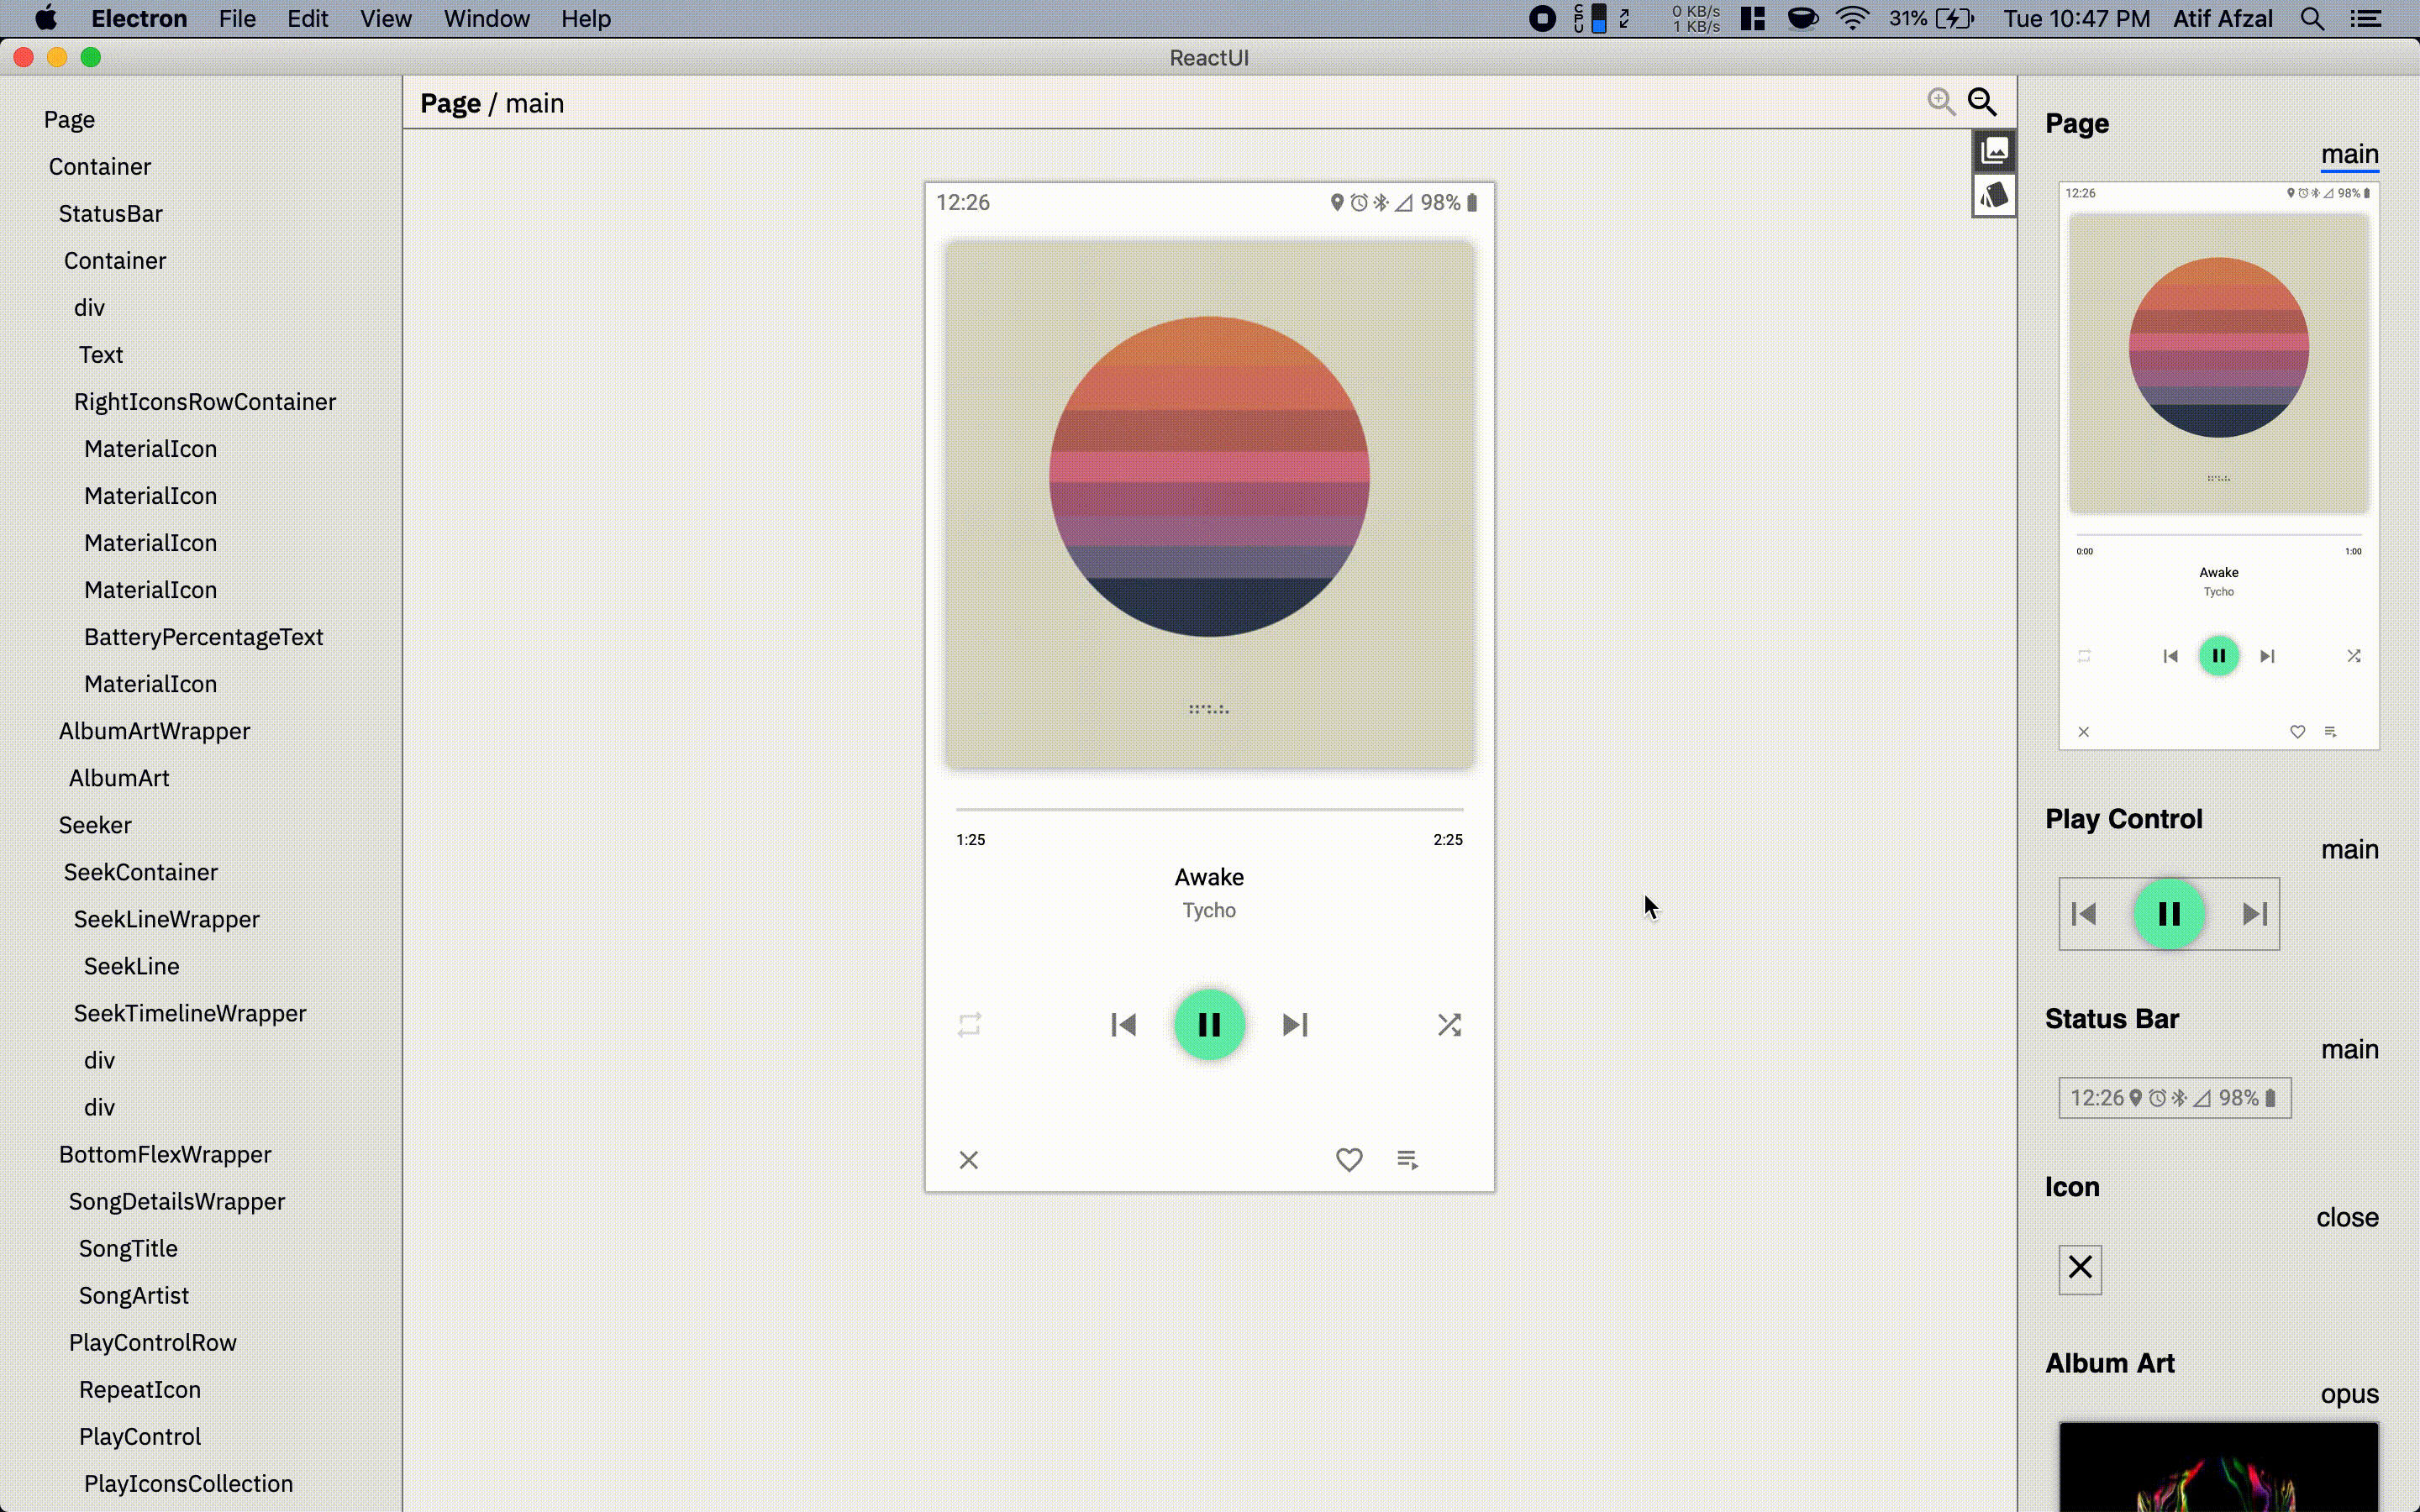 Electron File Edit View Window Help CPU 0 KB/s 1 KB/s 31% Tue 10:47 PM Atif Afzal
ReactUI
Page
Container
StatusBar
Container
div
Text
RightIconsRowContainer
MaterialIcon
MaterialIcon
MaterialIcon
MaterialIcon
BatteryPercentageText
MaterialIcon
AlbumArtWrapper
AlbumArt
Seeker
SeekContainer
SeekLineWrapper
SeekLine
SeekTimelineWrapper
div
div
BottomFlexWrapper
SongDetailsWrapper
SongTitle
SongArtist
PlayControlRow
RepeatIcon
PlayControl
PlayIconsCollection
Page / main
12:26 98%
1:25 2:25
Awake
Tycho
Page
main
12:26 98%
0:00 1:00
Awake
Tycho
Play Control
main
Status Bar
main
12:26 98%
Icon
close
Album Art
opus